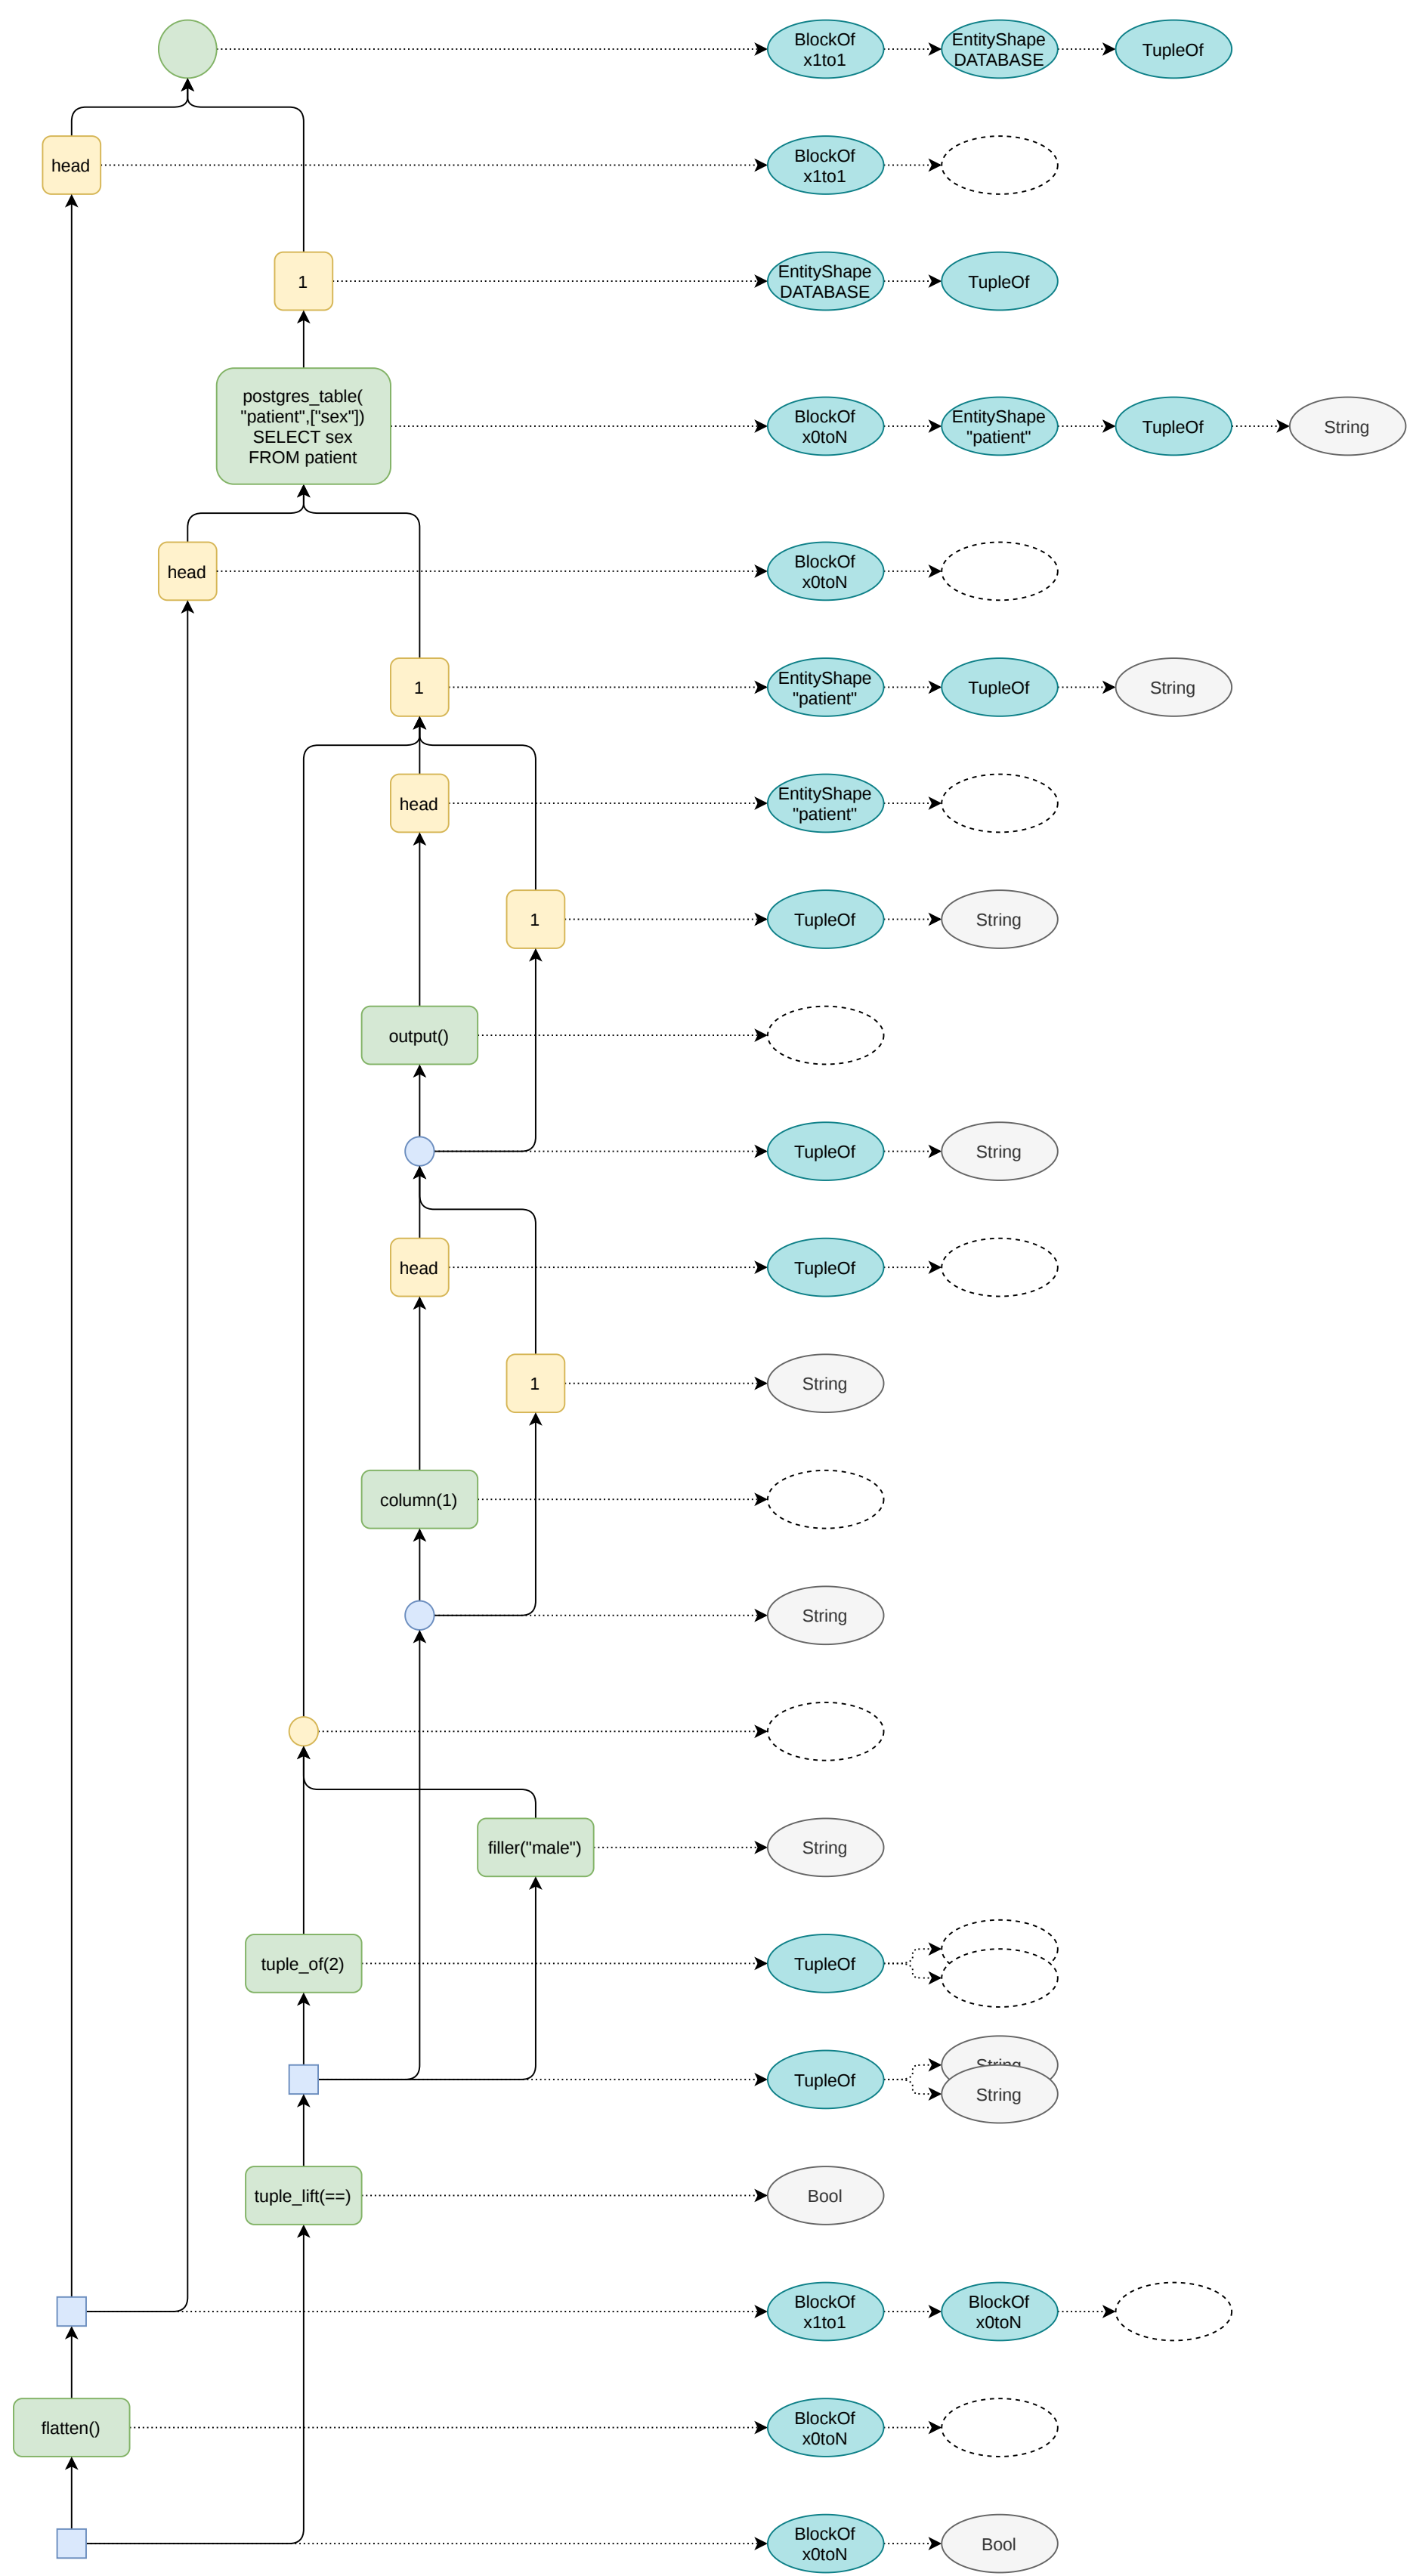 BlockOf
x1to1
EntityShape
DATABASE
TupleOf
head
BlockOf
x1to1
1
EntityShape
DATABASE
TupleOf
postgres_table(
"patient",["sex"])
SELECT sex
FROM patient
BlockOf
x0toN
EntityShape
"patient"
TupleOf
String
head
BlockOf
x0toN
1
EntityShape
"patient"
TupleOf
String
head
EntityShape
"patient"
1
TupleOf
String
output()
TupleOf
String
head
TupleOf
1
String
column(1)
String
filler("male")
String
tuple_of(2)
TupleOf
TupleOf
String
String
tuple_lift(==)
Bool
BlockOf
x1to1
BlockOf
x0toN
flatten()
BlockOf
x0toN
BlockOf
x0toN
Bool